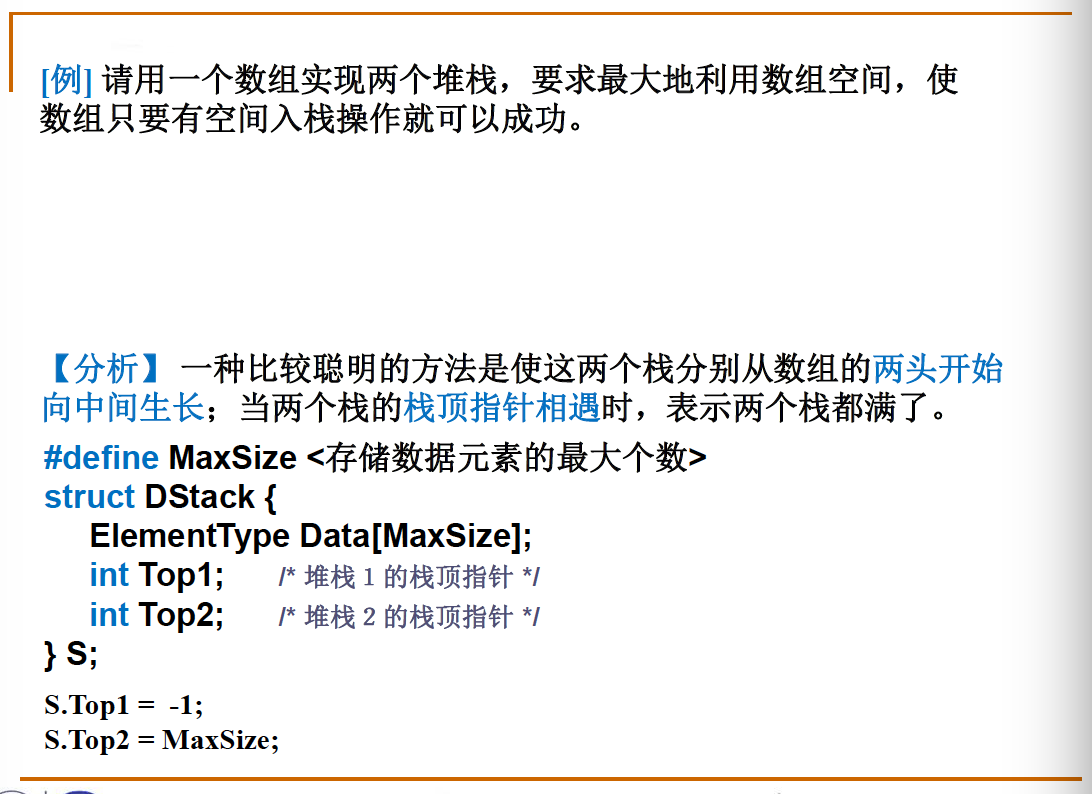 [例] 请用一个数组实现两个堆栈，要求最大地利用数组空间，使
数组只要有空间入栈操作就可以成功。
【分析】 一种比较聪明的方法是使这两个栈分别从数组的两头开始
向中间生长；当两个栈的栈顶指针相遇时，表示两个栈都满了。
#define MaxSize <存储数据元素的最大个数>
struct DStack {
ElementType Data[MaxSize];
int Top1; /* 堆栈 1 的栈顶指针 */
int Top2; /* 堆栈 2 的栈顶指针 */
} S;
S.Top1 = -1;
S.Top2 = MaxSize;